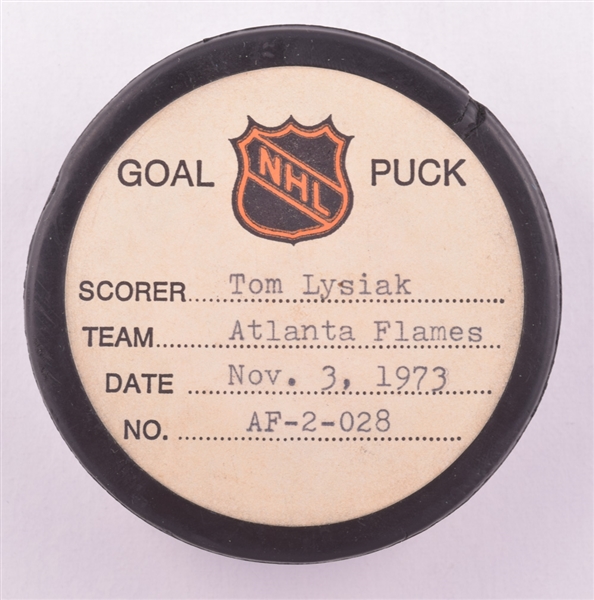 GOAL NHL PUCK
SCORER....Tom Lysiak
TEAM....Atlanta Flames
DATE Nov. 3, 1973
NO. AF-2-028